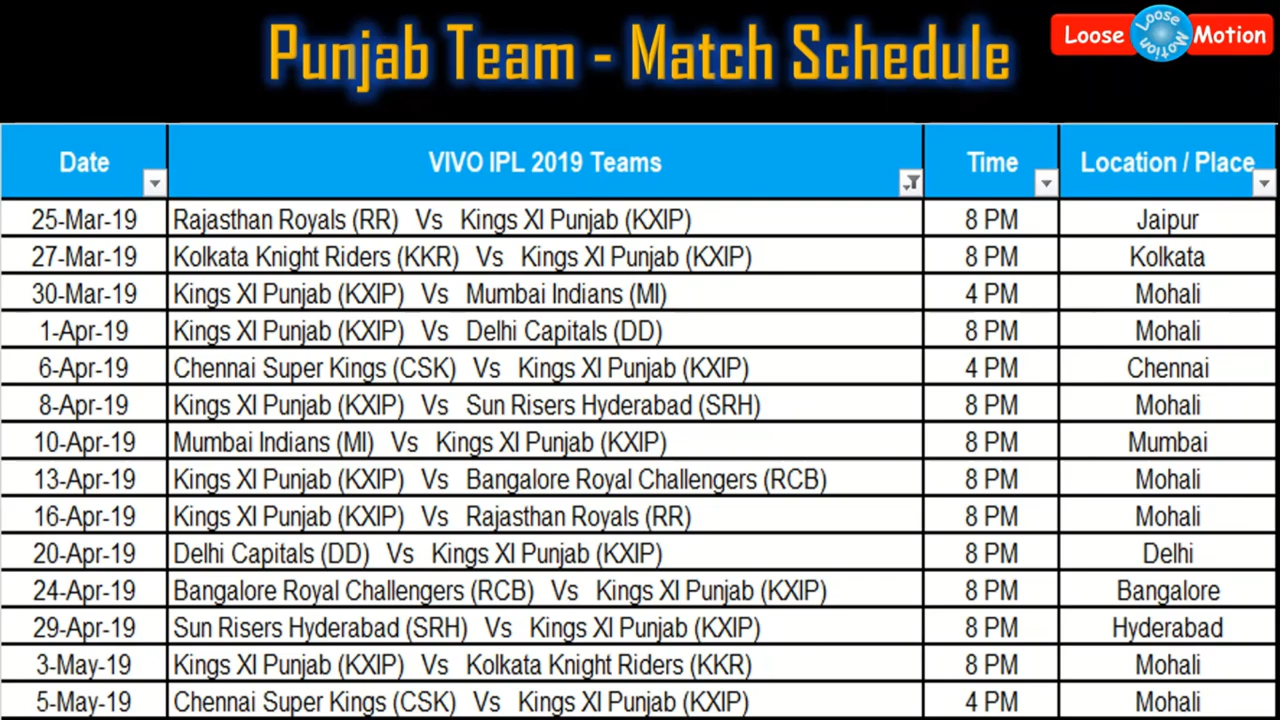 Punjab Team - Match Schedule
Loose Loose Motion Motion
Date VIVO IPL 2019 Teams Time Location / Place
25-Mar-19 Rajasthan Royals (RR) Vs Kings XI Punjab (KXIP) 8 PM Jaipur
27-Mar-19 Kolkata Knight Riders (KKR) Vs Kings XI Punjab (KXIP) 8 PM Kolkata
30-Mar-19 Kings XI Punjab (KXIP) Vs Mumbai Indians (MI) 4 PM Mohali
1-Apr-19 Kings XI Punjab (KXIP) Vs Delhi Capitals (DD) 8 PM Mohali
6-Apr-19 Chennai Super Kings (CSK) Vs Kings XI Punjab (KXIP) 4 PM Chennai
8-Apr-19 Kings XI Punjab (KXIP) Vs Sun Risers Hyderabad (SRH) 8 PM Mohali
10-Apr-19 Mumbai Indians (MI) Vs Kings XI Punjab (KXIP) 8 PM Mumbai
13-Apr-19 Kings XI Punjab (KXIP) Vs Bangalore Royal Challengers (RCB) 8 PM Mohali
16-Apr-19 Kings XI Punjab (KXIP) Vs Rajasthan Royals (RR) 8 PM Mohali
20-Apr-19 Delhi Capitals (DD) Vs Kings XI Punjab (KXIP) 8 PM Delhi
24-Apr-19 Bangalore Royal Challengers (RCB) Vs Kings XI Punjab (KXIP) 8 PM Bangalore
29-Apr-19 Sun Risers Hyderabad (SRH) Vs Kings XI Punjab (KXIP) 8 PM Hyderabad
3-May-19 Kings XI Punjab (KXIP) Vs Kolkata Knight Riders (KKR) 8 PM Mohali
5-May-19 Chennai Super Kings (CSK) Vs Kings XI Punjab (KXIP) 4 PM Mohali